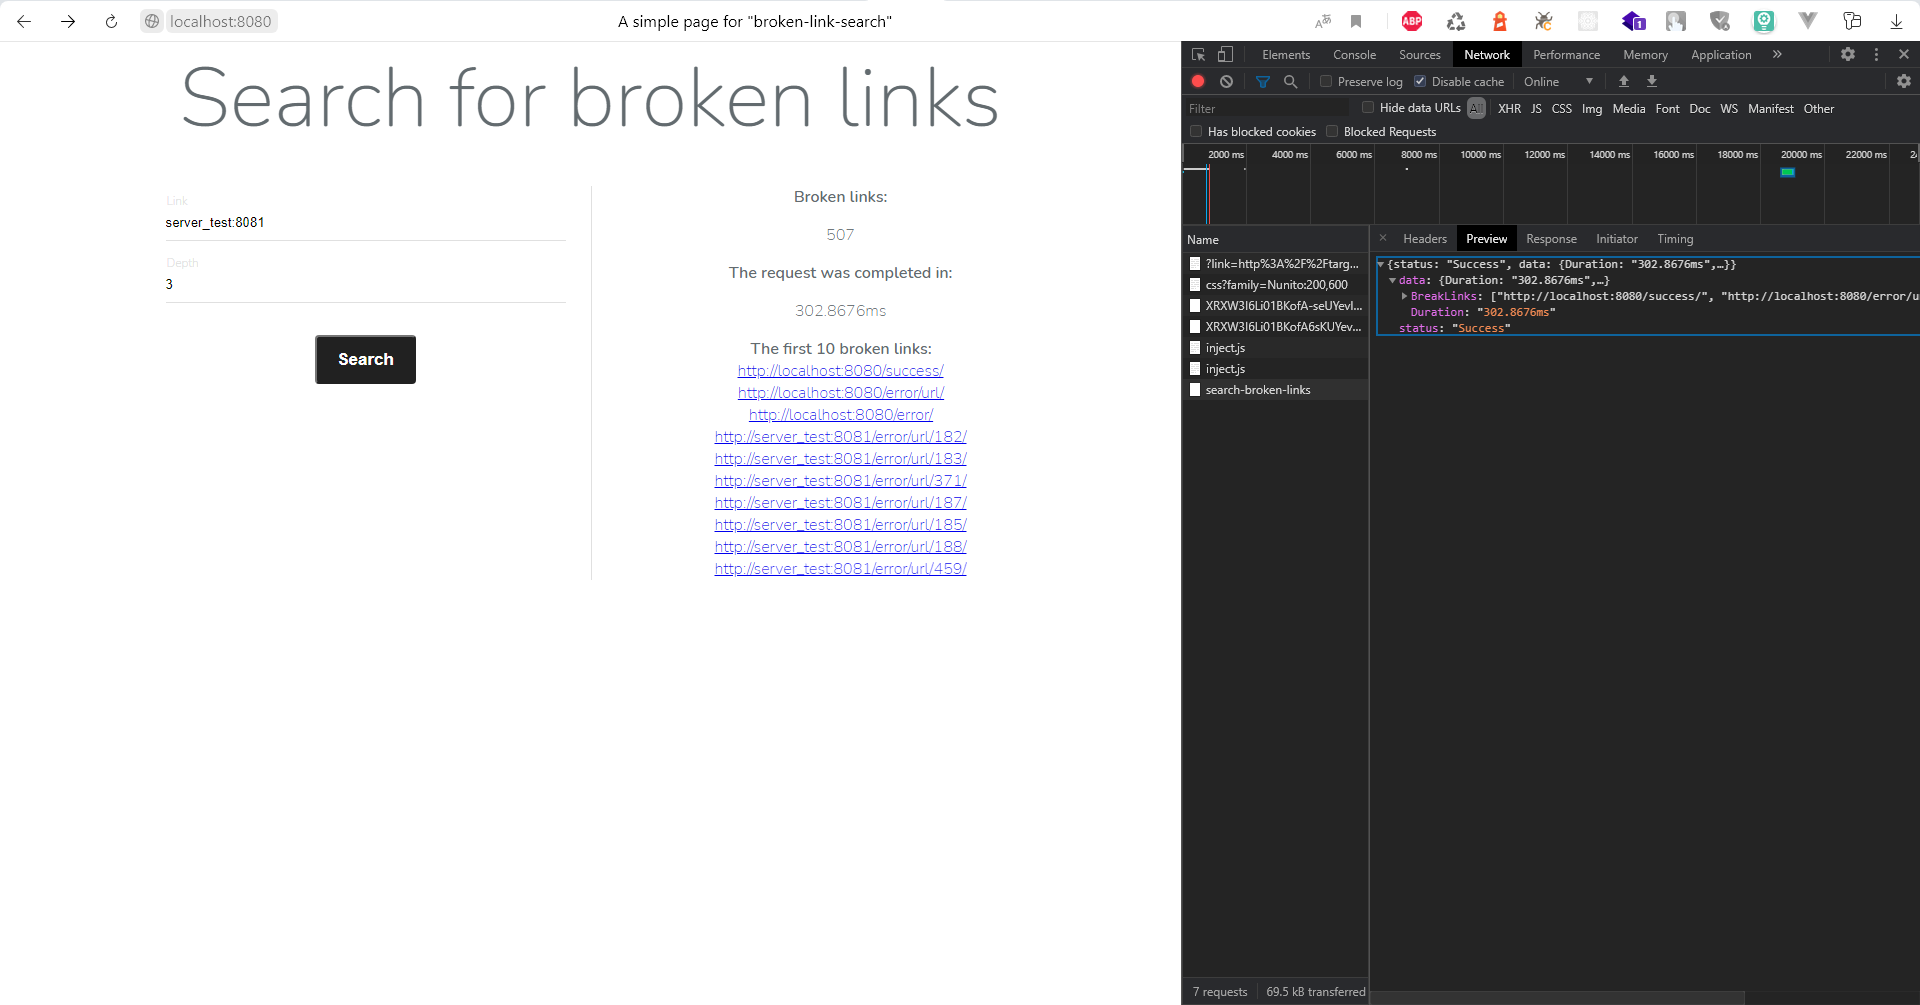 localhost:8080
A simple page for "broken-link-search"
ABP
1
Search for broken links
Link
server_test:8081
Depth
3
Search
Broken links:
507
The request was completed in:
302.8676ms
The first 10 broken links:
http://localhost:8080/success/
http://localhost:8080/error/url/
http://localhost:8080/error/
http://server_test:8081/error/url/182/
http://server_test:8081/error/url/183/
http://server_test:8081/error/url/371/
http://server_test:8081/error/url/187/
http://server_test:8081/error/url/185/
http://server_test:8081/error/url/188/
http://server_test:8081/error/url/459/
Elements Console Sources Network Performance Memory Application »
Preserve log Disable cache Online
Filter Hide data URLs All XHR JS CSS Img Media Font Doc WS Manifest Other
Has blocked cookies Blocked Requests
2000 ms 4000 ms 6000 ms 8000 ms 10000 ms 12000 ms 14000 ms 16000 ms 18000 ms 20000 ms 22000 ms
Name
?link=http%3A%2F%2Ftarg...
css?family=Nunito:200,600
XRXW3I6Li01BKofA-seUYevI...
XRXW3I6Li01BKofA6sKUYev...
inject.js
inject.js
search-broken-links
Headers Preview Response Initiator Timing
{status: "Success", data: {Duration: "302.8676ms",…}}
data: {Duration: "302.8676ms",…}
BreakLinks: ["http://localhost:8080/success/", "http://localhost:8080/error/u
Duration: "302.8676ms"
status: "Success"
7 requests 69.5 kB transferred